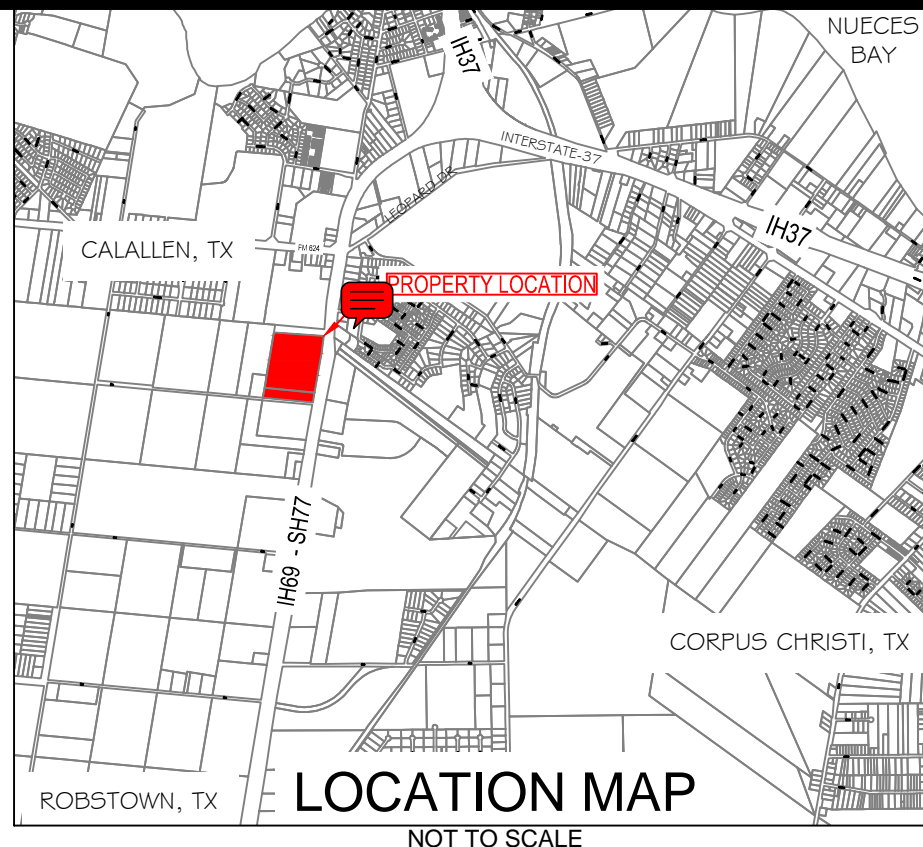 NUECES
BAY
IH37
INTERSTATE-37
LEOPARD DR
IH37
CALALLEN, TX
FM 624
PROPERTY LOCATION
IH69 - SH77
CORPUS CHRISTI, TX
ROBSTOWN, TX
LOCATION MAP
NOT TO SCALE